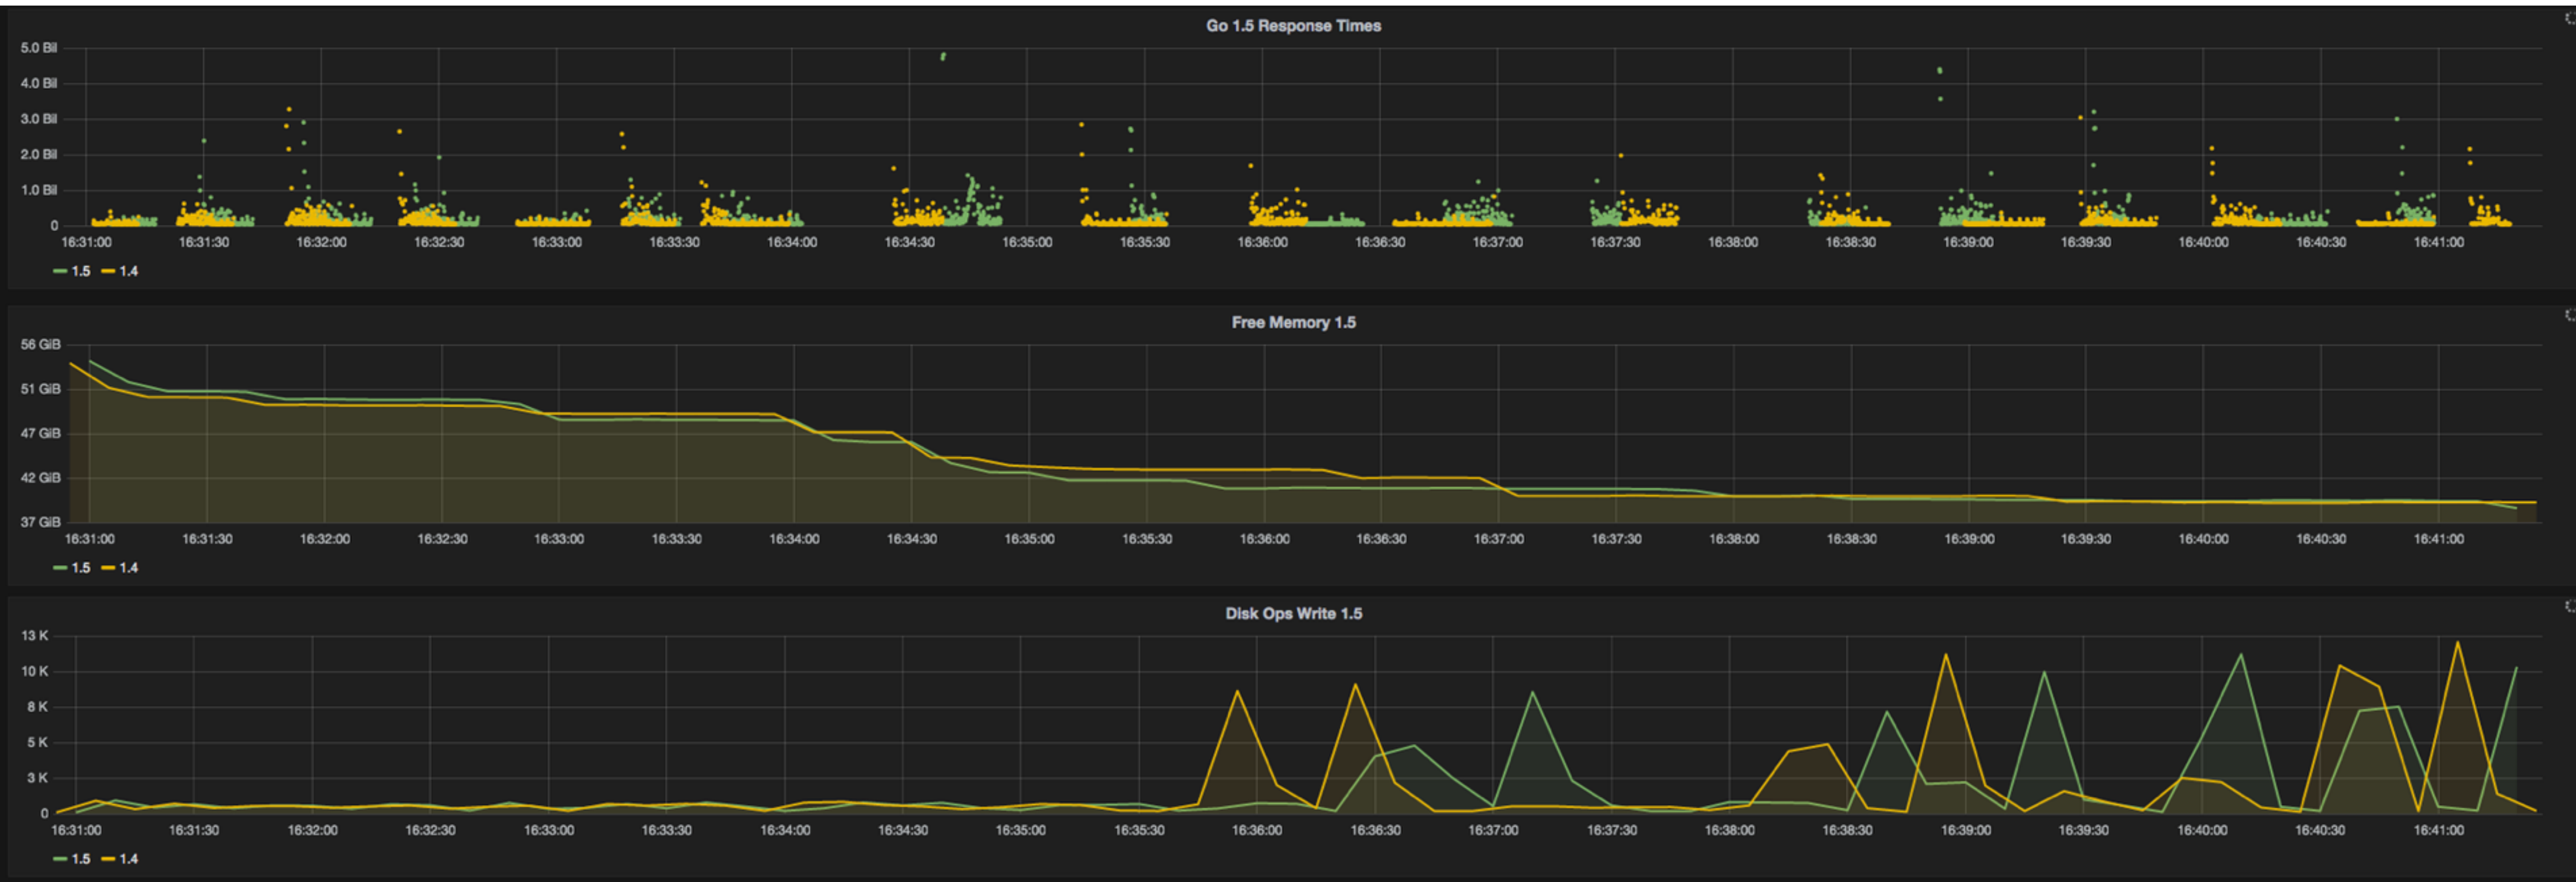 Go 1.5 Response Times
5.0 Bil
4.0 Bil
3.0 Bil
2.0 Bil
1.0 Bil
0
16:31:00 16:31:30 16:32:00 16:32:30 16:33:00 16:33:30 16:34:00 16:34:30 16:35:00 16:35:30 16:36:00 16:36:30 16:37:00 16:37:30 16:38:00 16:38:30 16:39:00 16:39:30 16:40:00 16:40:30 16:41:00
1.5 1.4
Free Memory 1.5
56 GiB
51 GiB
47 GiB
42 GiB
37 GiB
16:31:00 16:31:30 16:32:00 16:32:30 16:33:00 16:33:30 16:34:00 16:34:30 16:35:00 16:35:30 16:36:00 16:36:30 16:37:00 16:37:30 16:38:00 16:38:30 16:39:00 16:39:30 16:40:00 16:40:30 16:41:00
1.5 1.4
Disk Ops Write 1.5
13 K
10 K
8 K
5 K
3 K
0
16:31:00 16:31:30 16:32:00 16:32:30 16:33:00 16:33:30 16:34:00 16:34:30 16:35:00 16:35:30 16:36:00 16:36:30 16:37:00 16:37:30 16:38:00 16:38:30 16:39:00 16:39:30 16:40:00 16:40:30 16:41:00
1.5 1.4